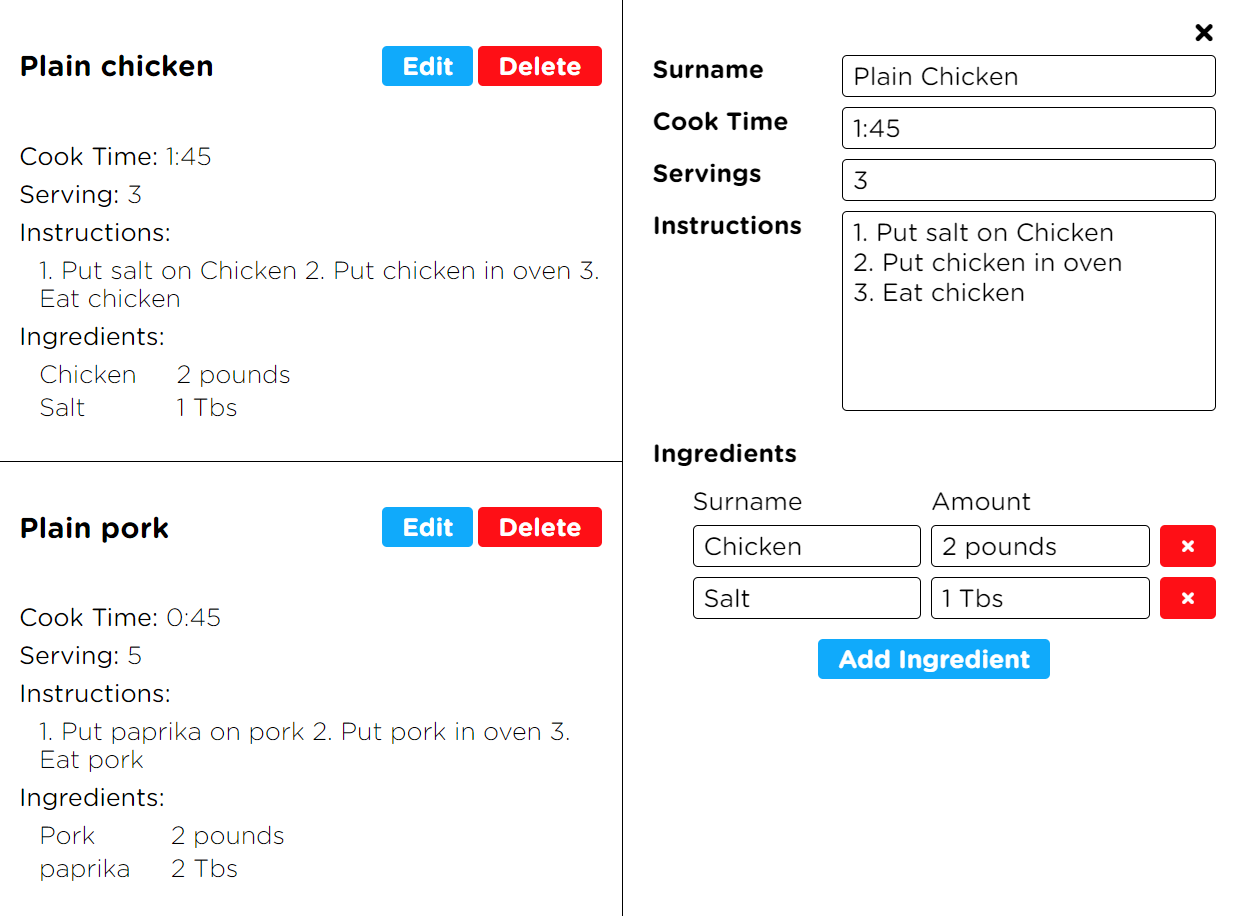 Plain chicken
Edit
Delete
Cook Time: 1:45
Serving: 3
Instructions:
1. Put salt on Chicken 2. Put chicken in oven 3.
Eat chicken
Ingredients:
Chicken 2 pounds
Salt 1 Tbs
Plain pork
Edit
Delete
Cook Time: 0:45
Serving: 5
Instructions:
1. Put paprika on pork 2. Put pork in oven 3.
Eat pork
Ingredients:
Pork 2 pounds
paprika 2 Tbs
×
Surname Plain Chicken
Cook Time 1:45
Servings 3
Instructions
1. Put salt on Chicken
2. Put chicken in oven
3. Eat chicken
Ingredients
Surname Amount
Chicken 2 pounds ×
Salt 1 Tbs ×
Add Ingredient